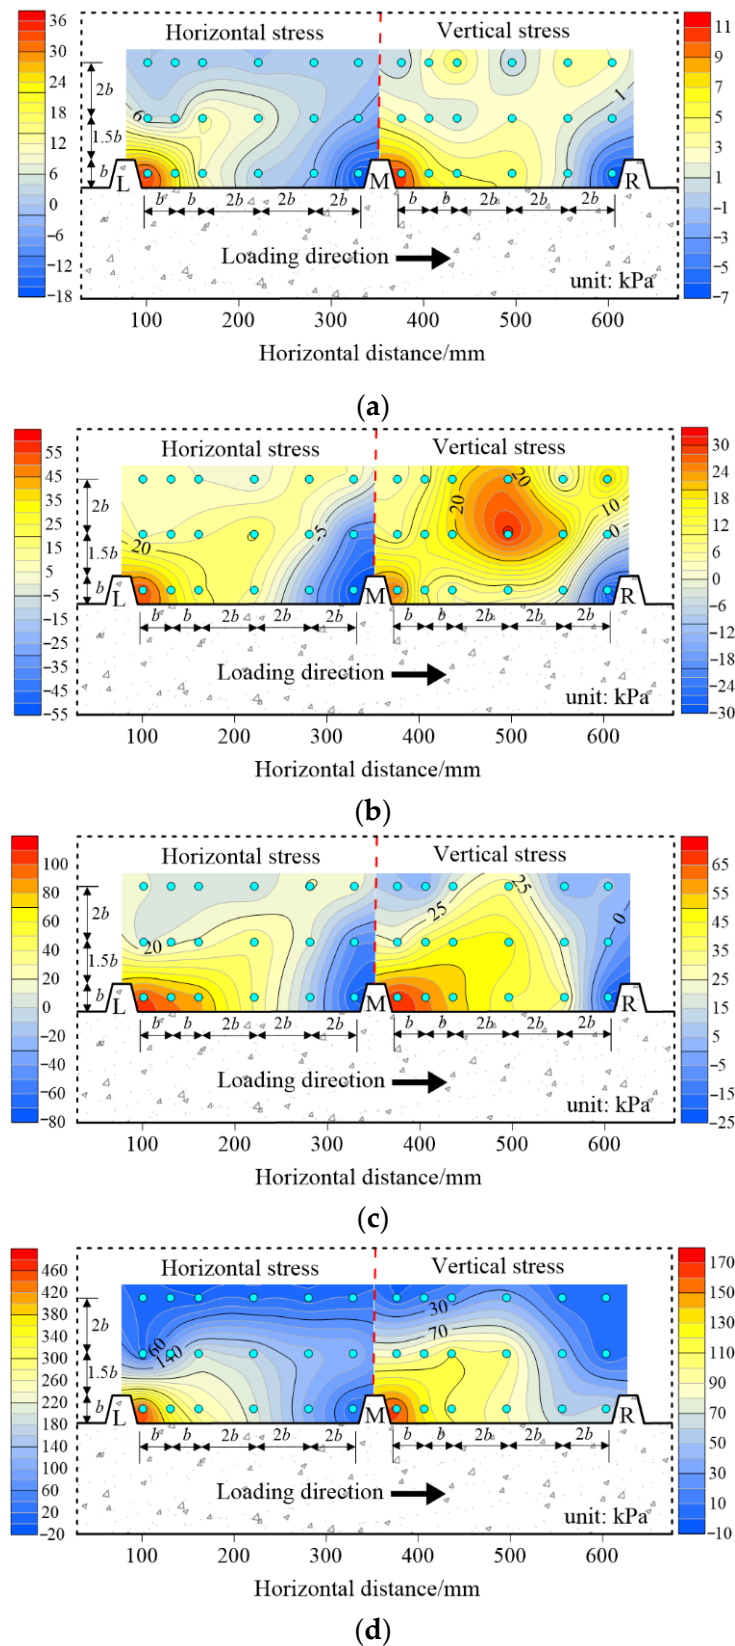 Horizontal stress Vertical stress
36
30
24
18
12
6
0
−6
−12
−18
2b
1.5b
b
6
1
L M R
b b 2b 2b 2b b b 2b 2b 2b
Loading direction
unit: kPa
11
9
7
5
3
1
−1
−3
−5
−7
100 200 300 400 500 600
Horizontal distance/mm
(a)
Horizontal stress Vertical stress
55
45
35
25
15
5
−5
−15
−25
−35
−45
−55
2b
1.5b
b
20
−5
20
20
10
0
L M R
b b 2b 2b 2b b b 2b 2b 2b
Loading direction
unit: kPa
30
24
18
12
6
0
−6
−12
−18
−24
−30
100 200 300 400 500 600
Horizontal distance/mm
(b)
Horizontal stress Vertical stress
100
80
60
40
20
0
−20
−40
−60
−80
2b
1.5b
b
20
25
25
0
L M R
b b 2b 2b 2b b b 2b 2b 2b
Loading direction
unit: kPa
65
55
45
35
25
15
5
−5
−15
−25
100 200 300 400 500 600
Horizontal distance/mm
(c)
Horizontal stress Vertical stress
460
420
380
340
300
260
220
180
140
100
60
20
−20
2b
1.5b
b
60
140
30
70
L M R
b b 2b 2b 2b b b 2b 2b 2b
Loading direction
unit: kPa
170
150
130
110
90
70
50
30
10
−10
100 200 300 400 500 600
Horizontal distance/mm
(d)